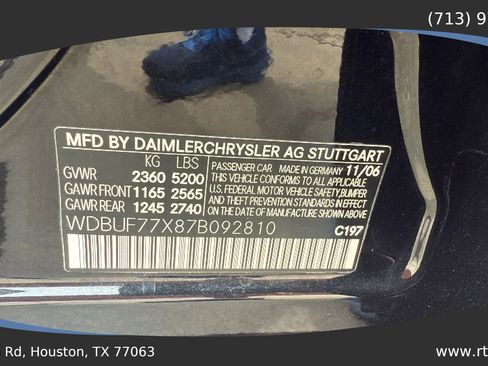 (713) 9
MFD BY DAIMLERCHRYSLER AG STUTTGART
KG LBS
GVWR 2360 5200
GAWR FRONT 1165 2565
GAWR REAR 1245 2740
PASSENGER CAR MADE IN GERMANY 11/06
THIS VEHICLE CONFORMS TO ALL APPLICABLE
U.S. FEDERAL MOTOR VEHICLE SAFETY,BUMPER
AND THEFT PREVENTION STANDARDS IN EFFECT
ON THE DATE OF MANUFACTURE SHOWN ABOVE
WDBUF77X87B092810
C197
Rd, Houston, TX 77063
www.rt